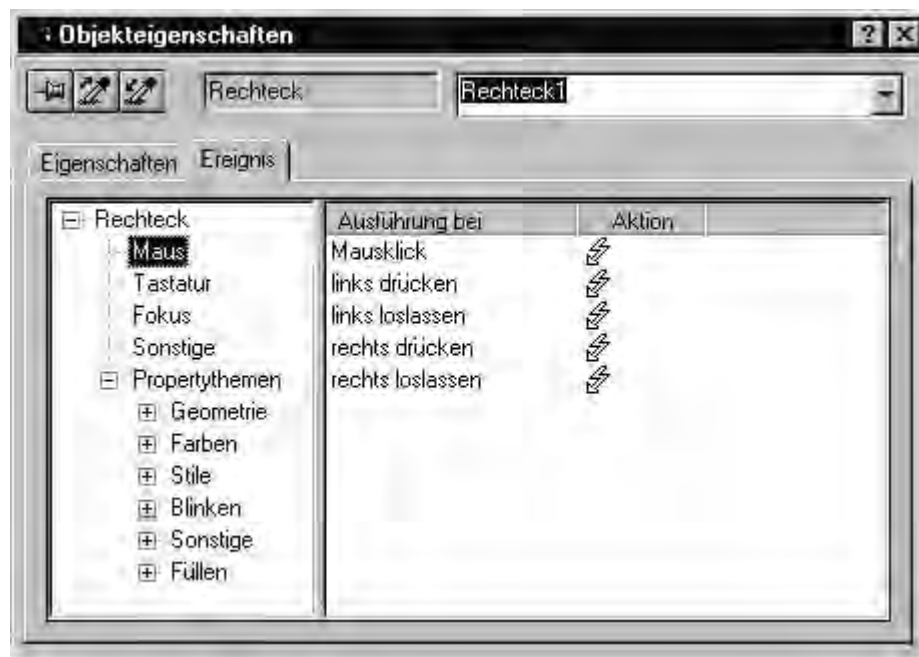 Objekteigenschaften
Rechteck
Rechteck1
Eigenschaften
Ereignis
Rechteck
Maus
Tastatur
Fokus
Sonstige
Propertythemen
Geometrie
Farben
Stile
Blinken
Sonstige
Füllen
Ausführung bei Aktion
Mausklick
links drücken
links loslassen
rechts drücken
rechts loslassen